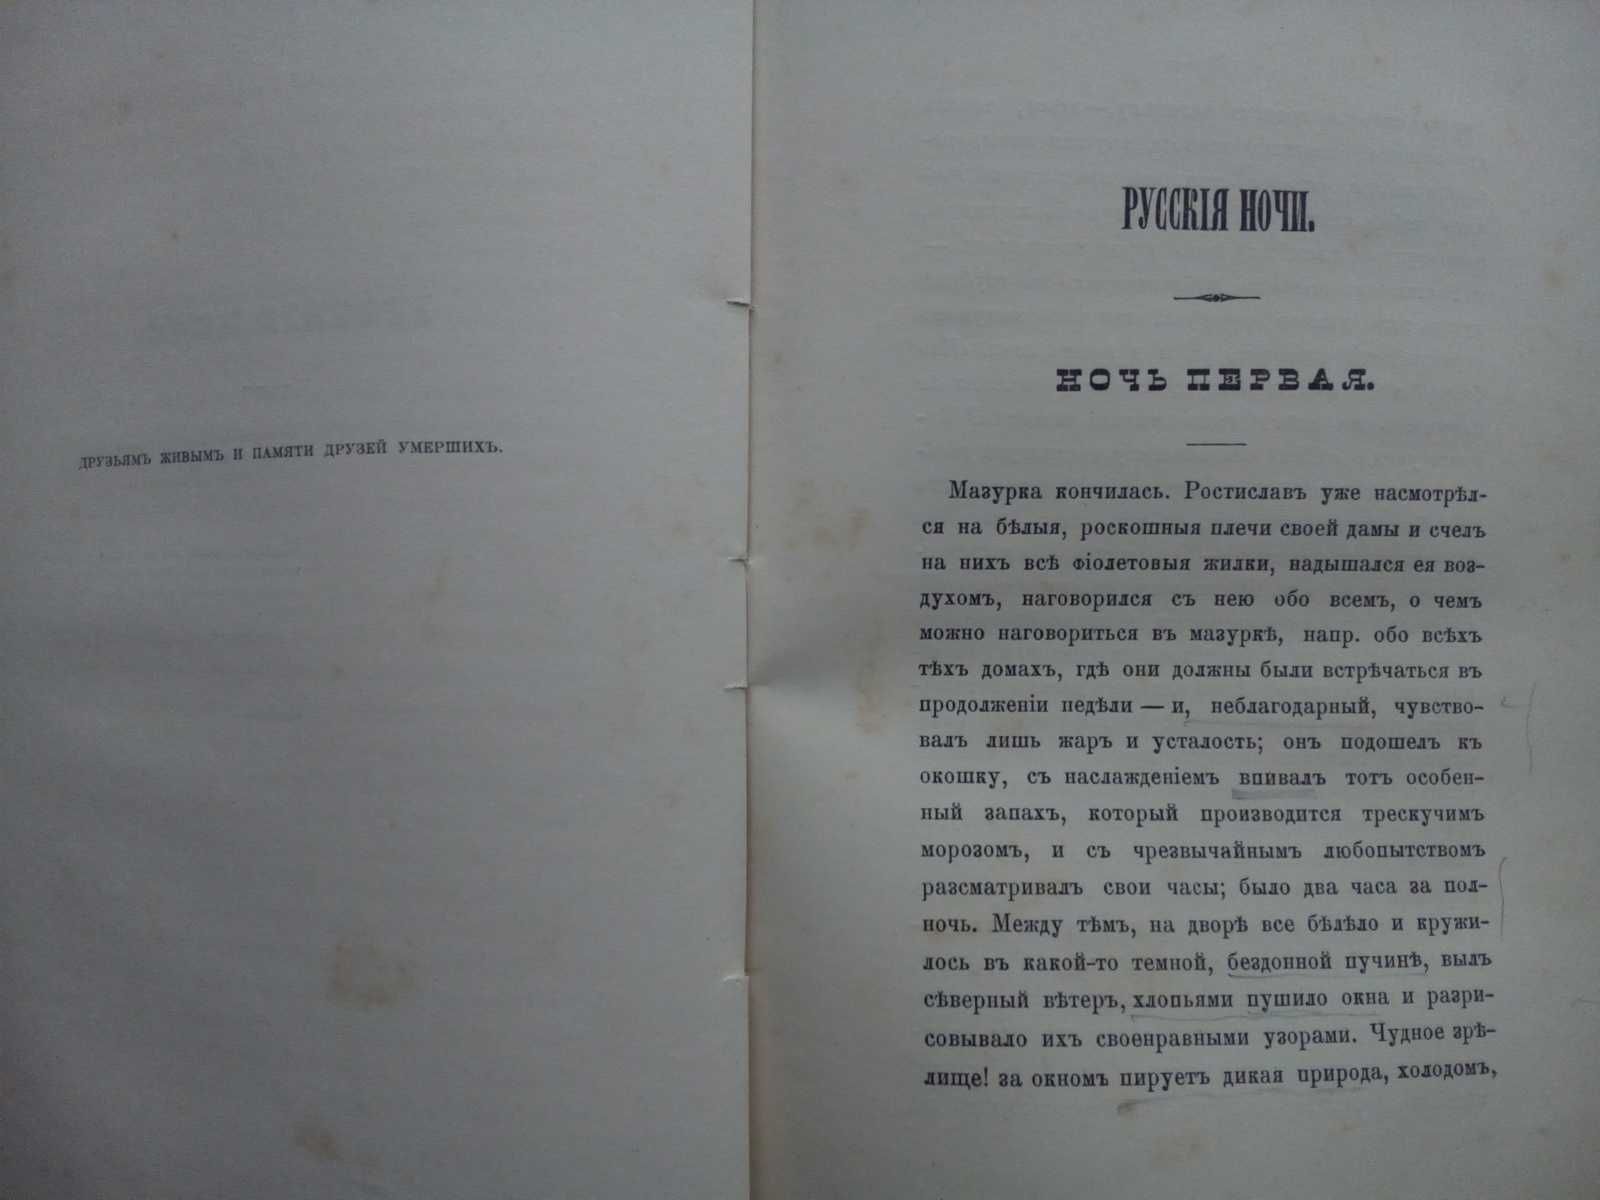 ДРУЗЬЯМЪ ЖИВЫМЪ И ПАМЯТИ ДРУЗЕЙ УМЕРШИХЪ.
РУССКІЯ НОЧИ.
НОЧЬ ПЕРВАЯ.
Мазурка кончилась. Ростиславъ уже насмотрѣл-
ся на бѣлыя, роскошныя плечи своей дамы и счелъ
на нихъ всѣ фіолетовыя жилки, надышался ея воз-
духомъ, наговорился съ нею обо всемъ, о чемъ
можно наговориться въ мазуркѣ, напр. обо всѣхъ
тѣхъ домахъ, гдѣ они должны были встрѣчаться въ
продолженіи недѣли — и, неблагодарный, чувство-
валъ лишь жаръ и усталость; онъ подошелъ къ
окошку, съ наслажденіемъ впивалъ тотъ особен-
ный запахъ, который производится трескучимъ
морозомъ, и съ чрезвычайнымъ любопытствомъ
разсматривалъ свои часы; было два часа за пол-
ночь. Между тѣмъ, на дворѣ все бѣлѣло и кружи-
лось въ какой-то темной, бездонной пучинѣ, вылъ
сѣверный вѣтеръ, хлопьями пушило окна и разри-
совывало ихъ своенравными узорами. Чудное зрѣ-
лище! за окномъ пируетъ дикая природа, холодомъ,